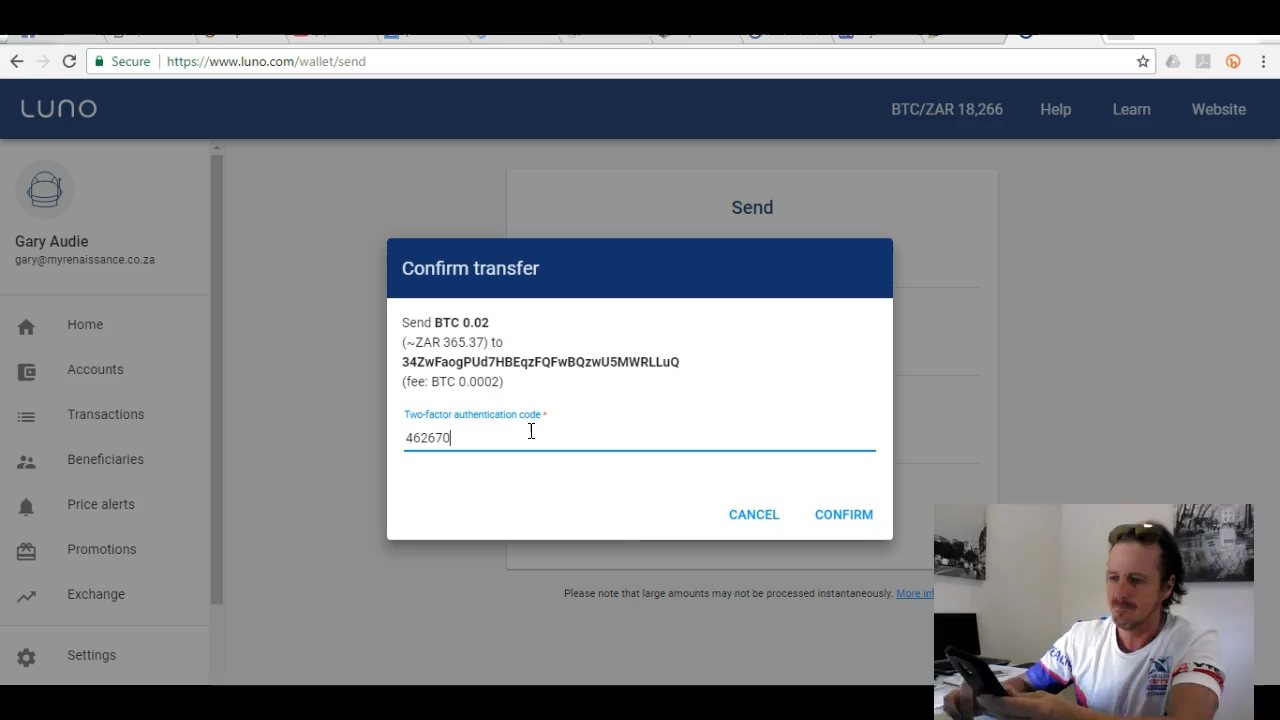 Secure
https://www.luno.com/wallet/send
LUNO
BTC/ZAR 18,266
Help
Learn
Website
Gary Audie
gary@myrenaissance.co.za
Home
Accounts
Transactions
Beneficiaries
Price alerts
Promotions
Exchange
Settings
Send
Confirm transfer
Send BTC 0.02
(~ZAR 365.37) to
34ZwFaogPUd7HBEqzFQFwBQzwU5MWRLLuQ
(fee: BTC 0.0002)
Two-factor authentication code *
462670
CANCEL
CONFIRM
Please note that large amounts may not be processed instantaneously. More inf